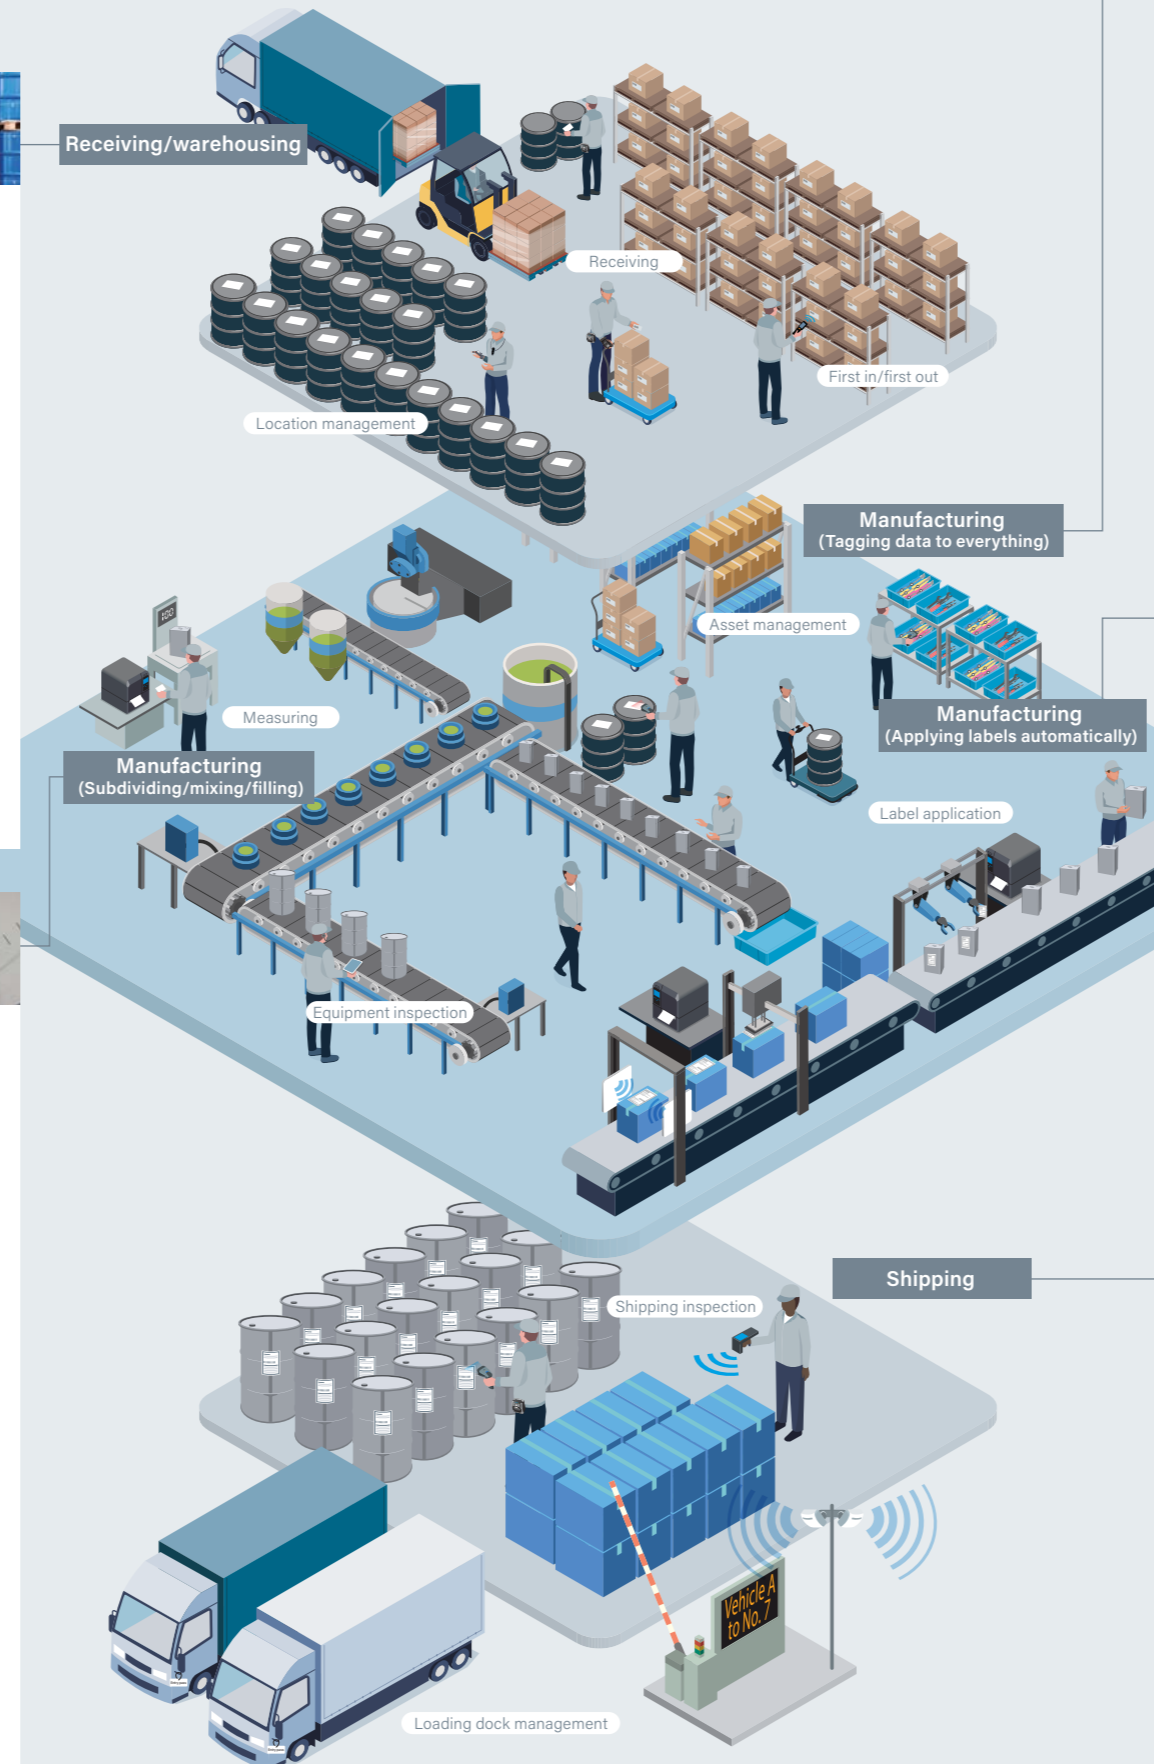 Receiving/warehousing
Receiving
First in/first out
Location management
Manufacturing
(Tagging data to everything)
Asset management
Measuring
Manufacturing
(Applying labels automatically)
Manufacturing
(Subdividing/mixing/filling)
Label application
Equipment inspection
Shipping
Shipping inspection
Vehicle A
to No. 7
Loading dock management